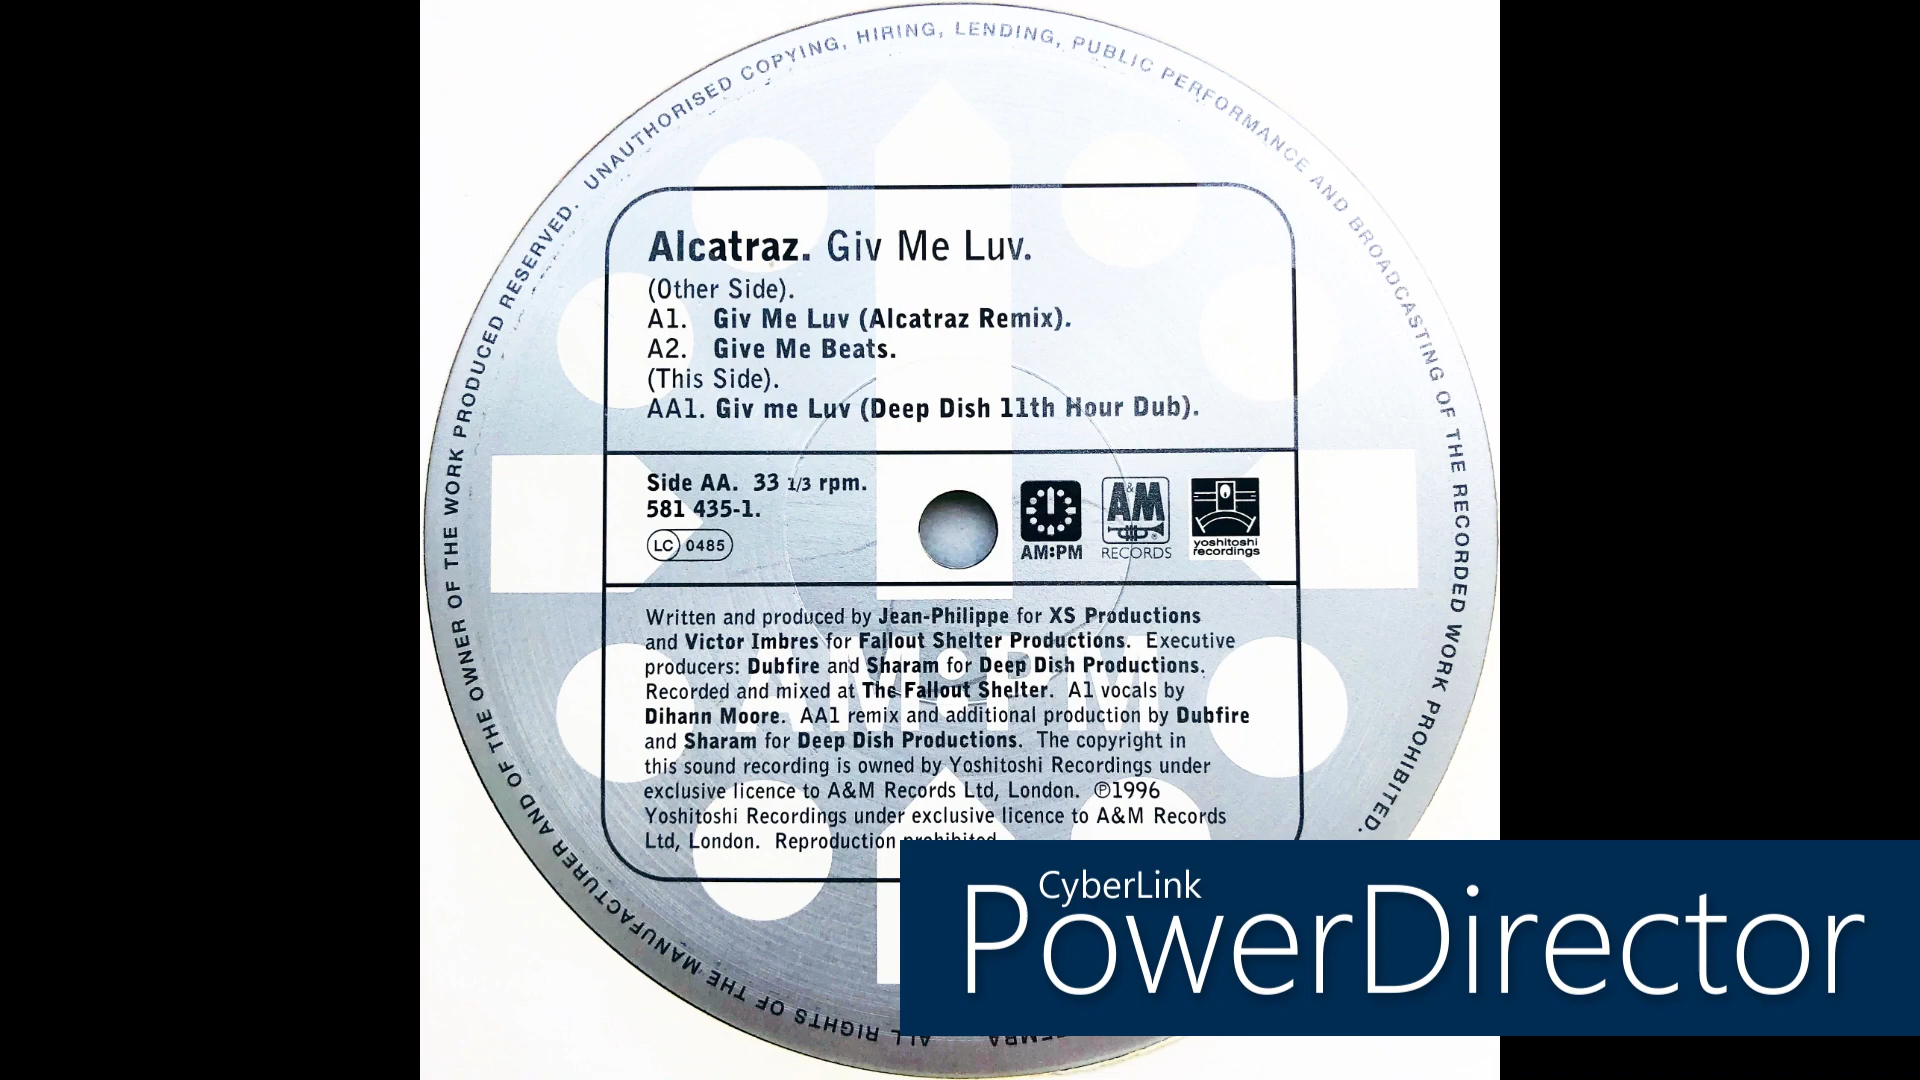 UNAUTHORISED COPYING, HIRING, LENDING, PUBLIC PERFORMANCE AND BROADCASTING OF THE RECORDED WORK PROHIBITED.
ALL RIGHTS OF THE MANUFACTURER AND OF THE OWNER OF THE WORK PRODUCED RESERVED.
Alcatraz. Giv Me Luv.
(Other Side).
A1. Giv Me Luv (Alcatraz Remix).
A2. Give Me Beats.
(This Side).
AA1. Giv me Luv (Deep Dish 11th Hour Dub).
Side AA. 33 1/3 rpm.
581 435-1.
LC 0485
AM:PM
A&M
RECORDS
yoshitoshi
recordings
Written and produced by Jean-Philippe for XS Productions
and Victor Imbres for Fallout Shelter Productions. Executive
producers: Dubfire and Sharam for Deep Dish Productions.
Recorded and mixed at The Fallout Shelter. A1 vocals by
Dihann Moore. AA1 remix and additional production by Dubfire
and Sharam for Deep Dish Productions. The copyright in
this sound recording is owned by Yoshitoshi Recordings under
exclusive licence to A&M Records Ltd, London. ℗1996
Yoshitoshi Recordings under exclusive licence to A&M Records
Ltd, London. Reproduction prohibited
AM:PM
CyberLink
PowerDirector